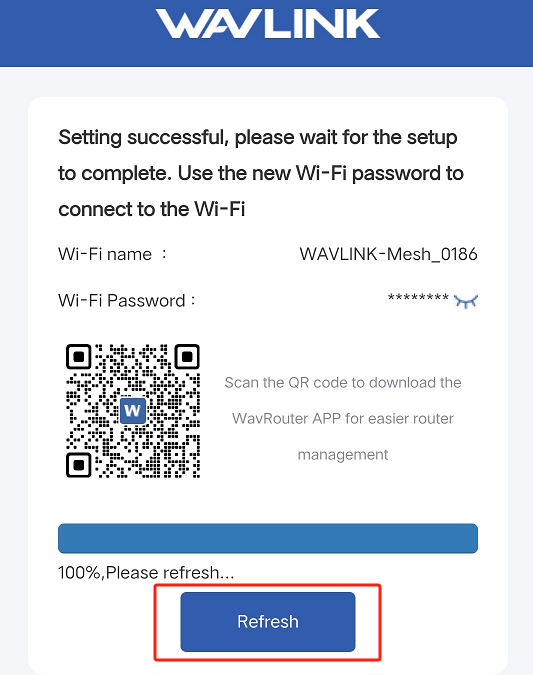 WAVLINK
Setting successful, please wait for the setup
to complete. Use the new Wi-Fi password to
connect to the Wi-Fi
Wi-Fi name : WAVLINK-Mesh_0186
Wi-Fi Password : ********
W
Scan the QR code to download the
WavRouter APP for easier router
management
100%,Please refresh...
Refresh